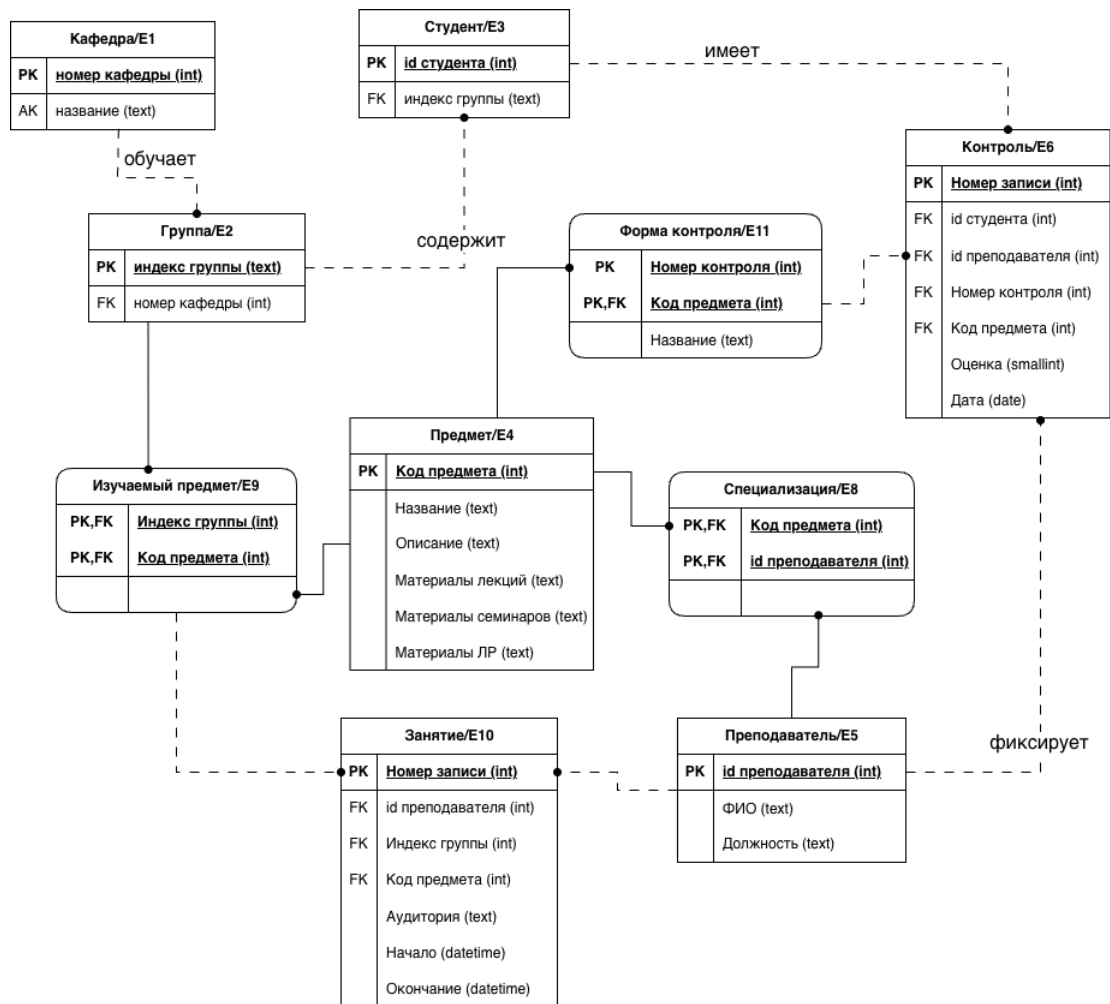 Кафедра/E1
PK номер кафедры (int)
AK название (text)
обучает
Студент/E3
PK id студента (int)
FK индекс группы (text)
имеет
Контроль/E6
PK Номер записи (int)
FK id студента (int)
FK id преподавателя (int)
FK Номер контроля (int)
FK Код предмета (int)
Оценка (smallint)
Дата (date)
Группа/E2
PK индекс группы (text)
FK номер кафедры (int)
содержит
Форма контроля/E11
PK Номер контроля (int)
PK,FK Код предмета (int)
Название (text)
Предмет/E4
PK Код предмета (int)
Название (text)
Описание (text)
Материалы лекций (text)
Материалы семинаров (text)
Материалы ЛР (text)
Изучаемый предмет/E9
PK,FK Индекс группы (int)
PK,FK Код предмета (int)
Специализация/E8
PK,FK Код предмета (int)
PK,FK id преподавателя (int)
Занятие/E10
PK Номер записи (int)
FK id преподавателя (int)
FK Индекс группы (int)
FK Код предмета (int)
Аудитория (text)
Начало (datetime)
Окончание (datetime)
Преподаватель/E5
PK id преподавателя (int)
ФИО (text)
Должность (text)
фиксирует